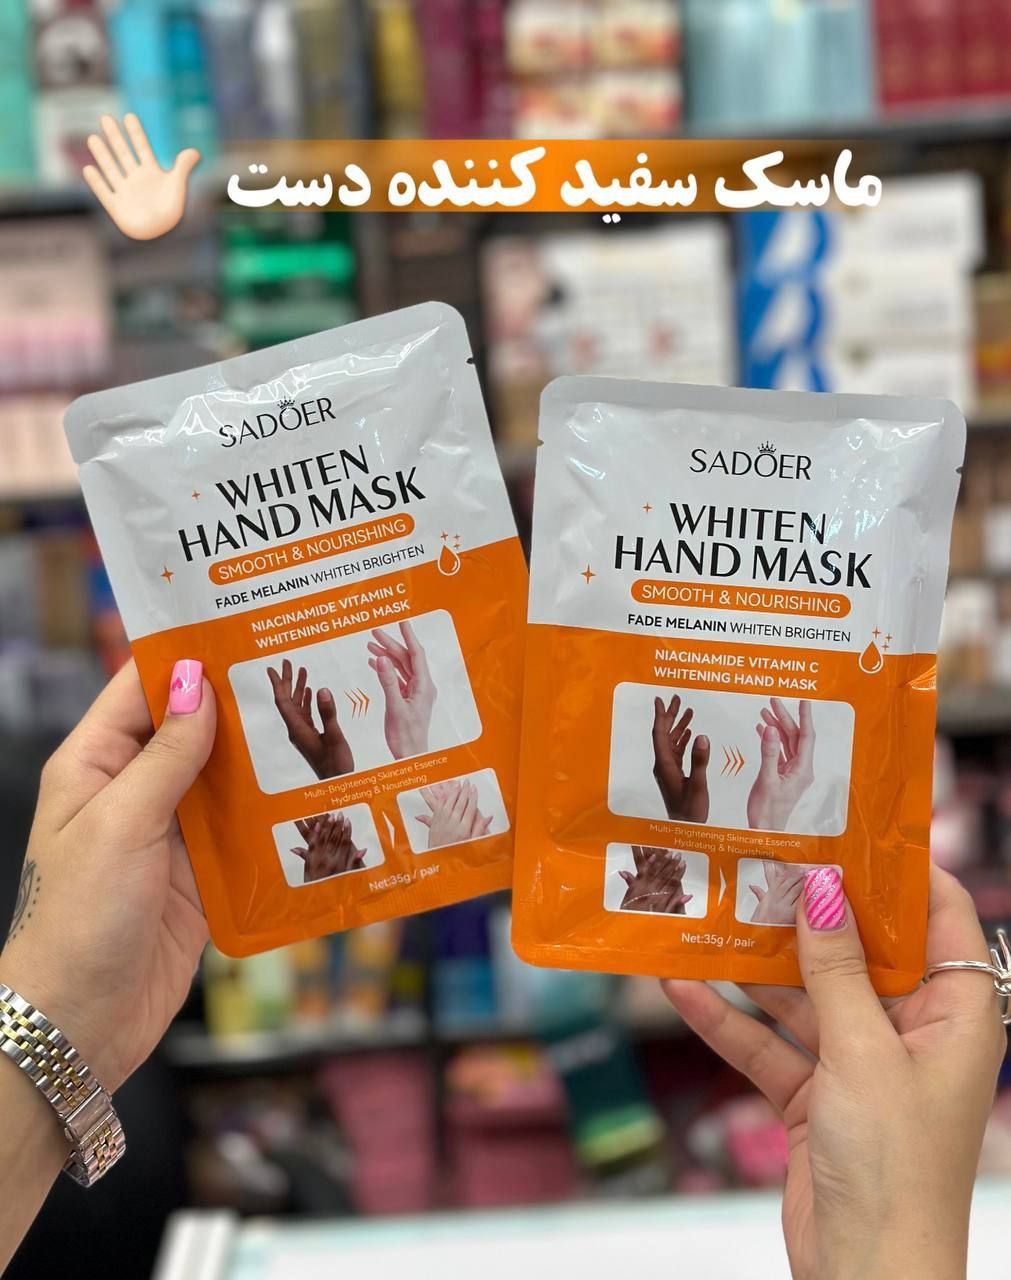 ماسک سفید کننده دست
SADOER
WHITEN
HAND MASK
SMOOTH & NOURISHING
FADE MELANIN WHITEN BRIGHTEN
NIACINAMIDE VITAMIN C
WHITENING HAND MASK
Multi-Brightening Skincare Essence
Hydrating & Nourishing
Net:35g / pair
SADOER
WHITEN
HAND MASK
SMOOTH & NOURISHING
FADE MELANIN WHITEN BRIGHTEN
NIACINAMIDE VITAMIN C
WHITENING HAND MASK
Multi-Brightening Skincare Essence
Hydrating & Nourishing
Net:35g / pair